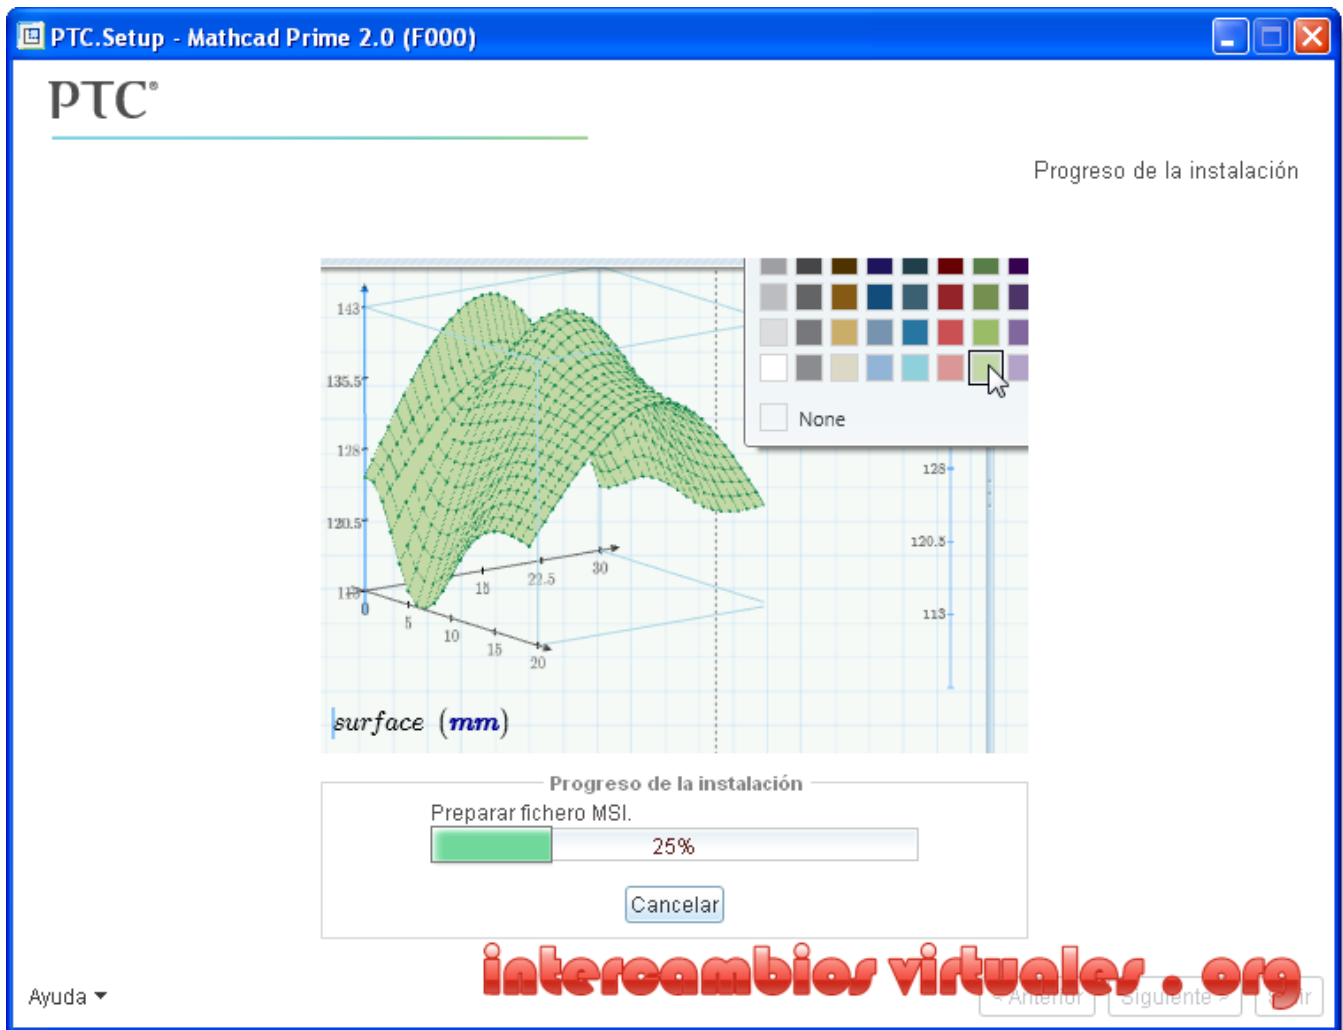 PTC.Setup - Mathcad Prime 2.0 (F000)
PTC®
Progreso de la instalación
143
135.5
128
120.5
113
0
5
10
15
20
15
22.5
30
None
128
120.5
113
surface (mm)
Progreso de la instalación
Preparar fichero MSI.
25%
Cancelar
intercambios virtuales . org
Ayuda
< Anterior
Siguiente >